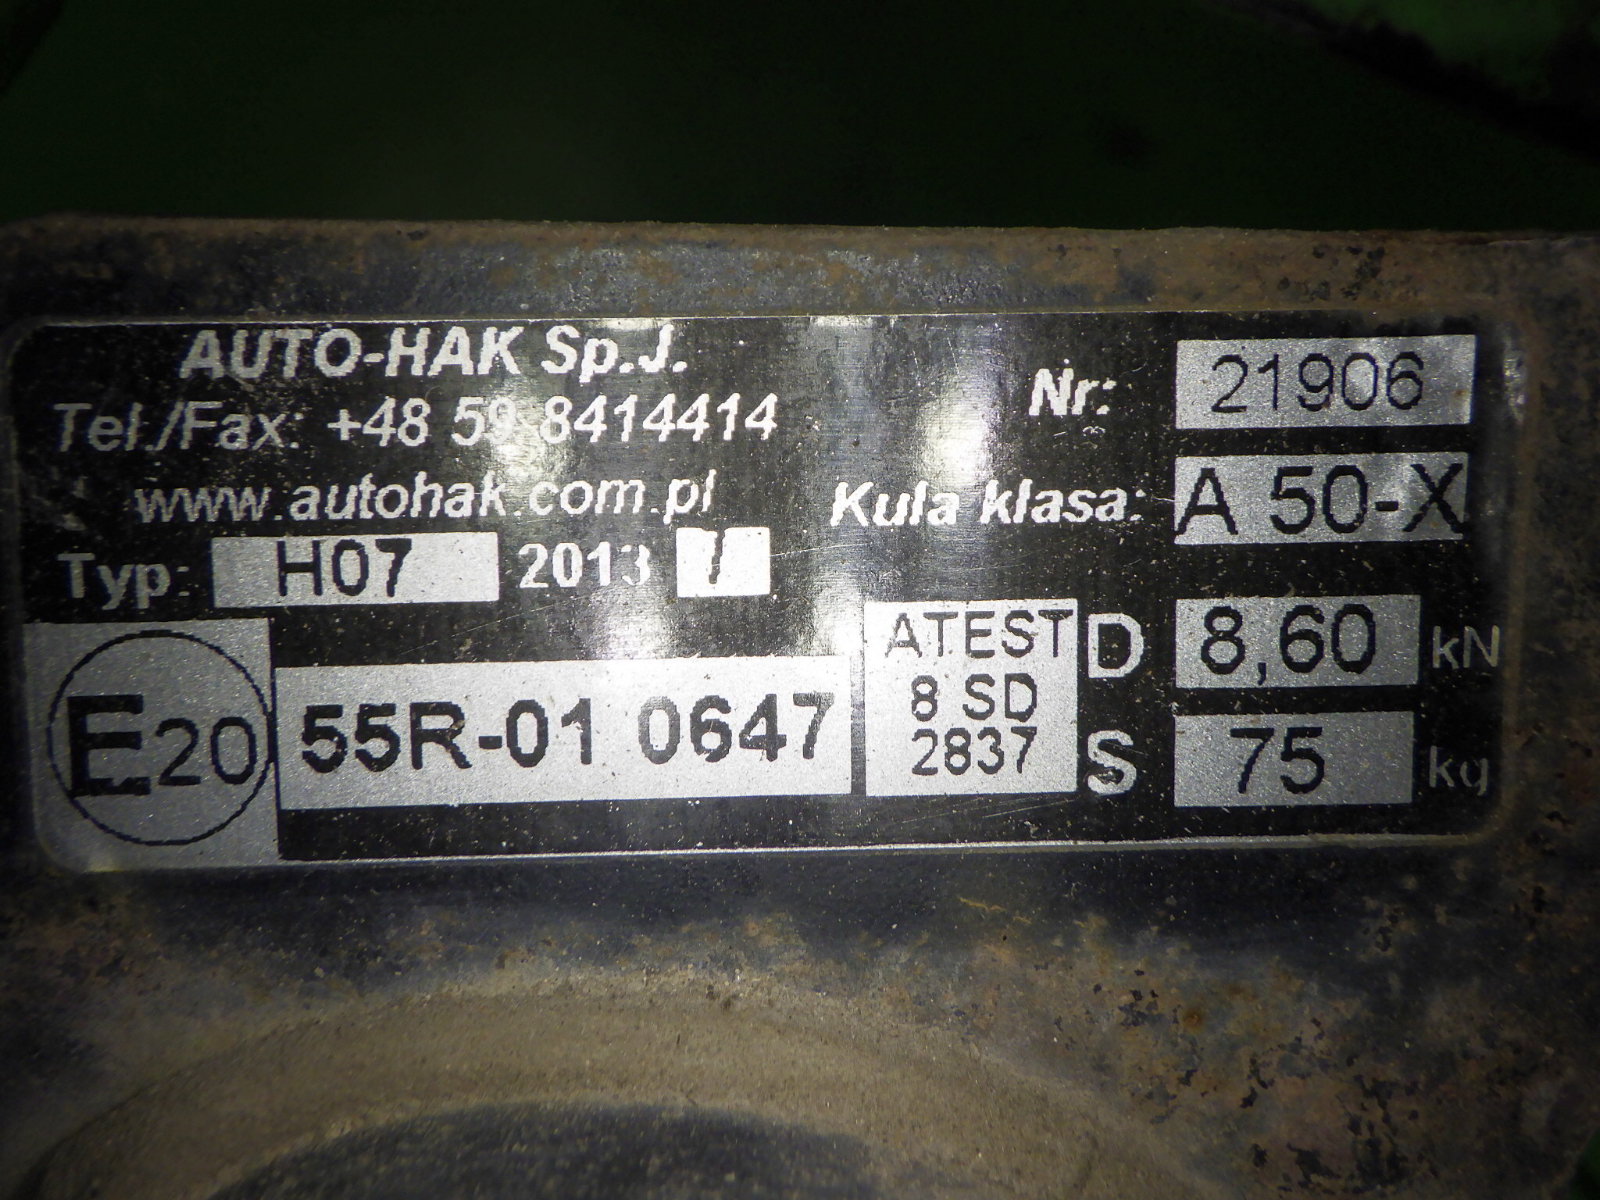 AUTO-HAK Sp.J.
Tel./Fax: +48 59 8414414
www.autohak.com.pl
Typ: H07 2013 /
E20 55R-01 0647
ATEST
8 SD
2837
Nr: 21906
Kula klasa: A 50-X
D 8,60 kN
S 75 kg